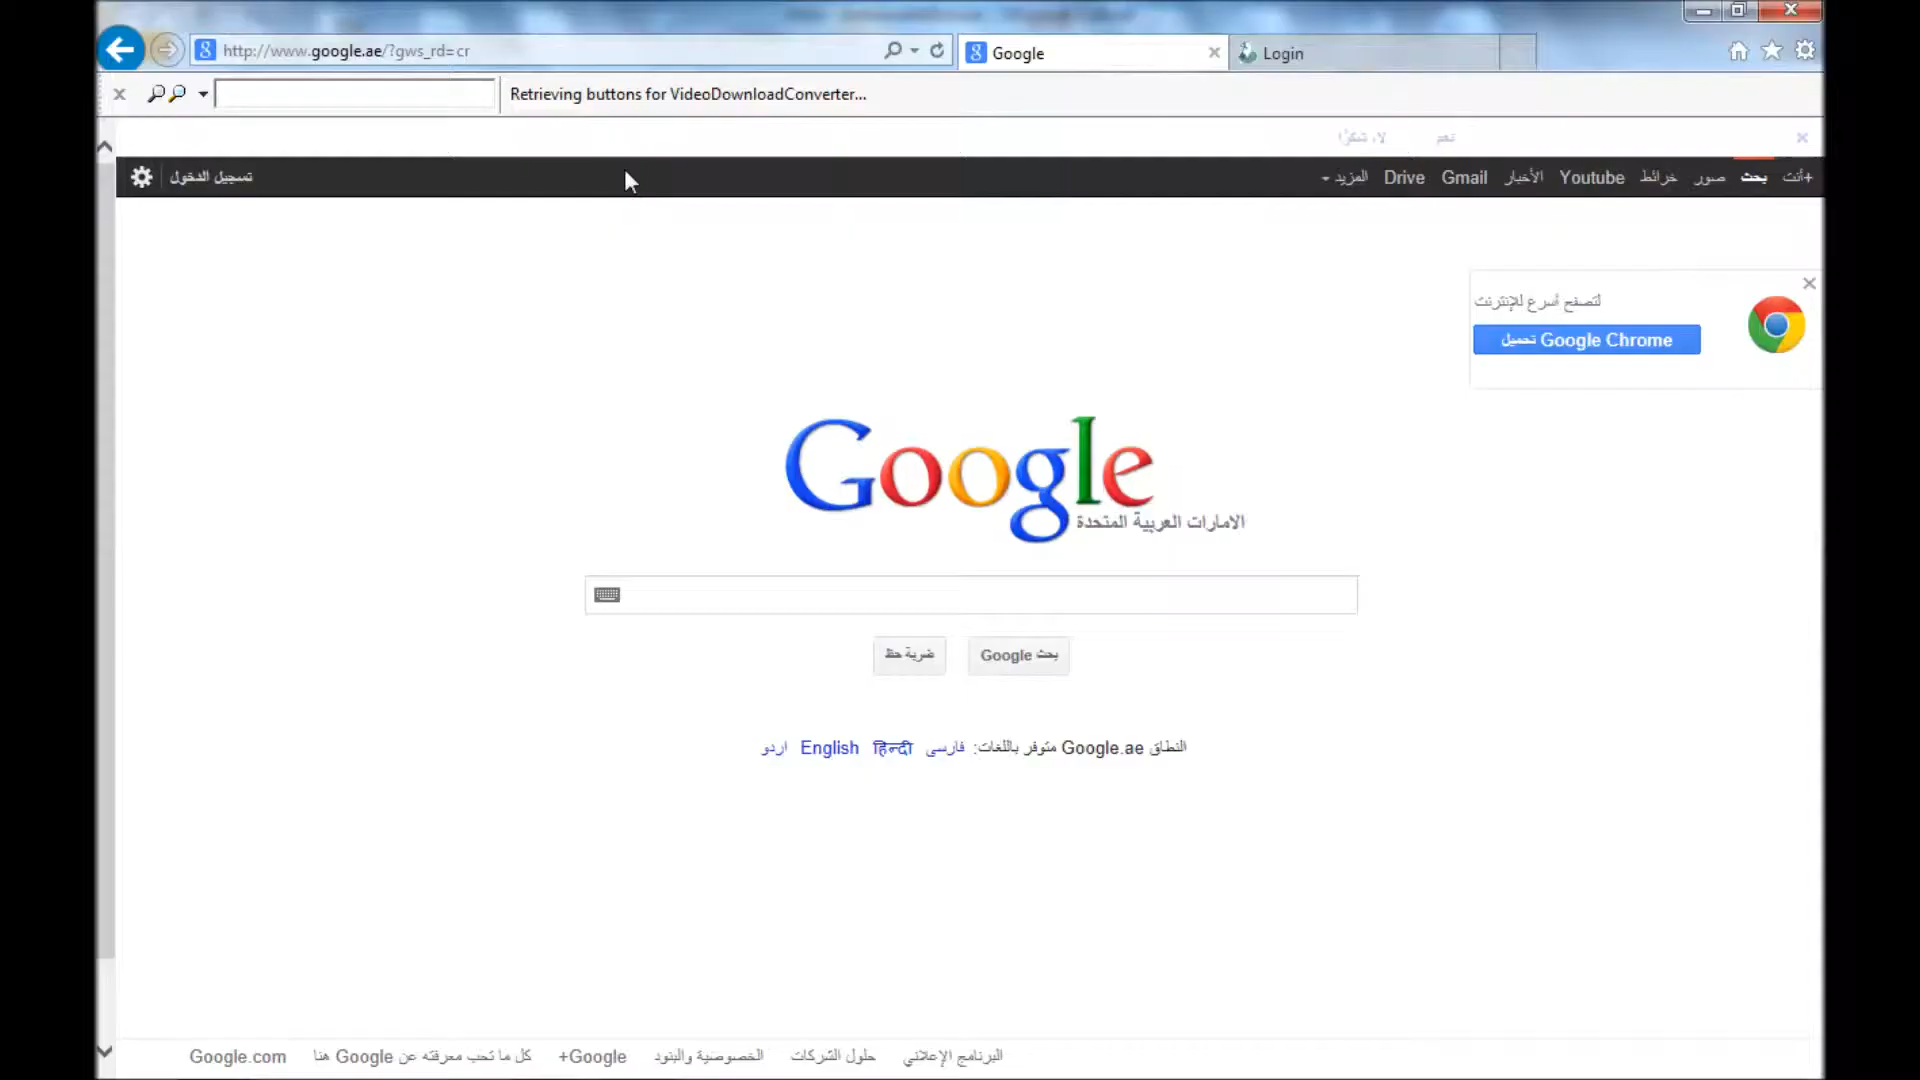 http://www.google.ae/?gws_rd=cr
Google
Login
Retrieving buttons for VideoDownloadConverter...
لا، شكرًا
نعم
+أنت بحث صور خرائط Youtube الأخبار Gmail Drive المزيد
تسجيل الدخول
لتصفح أسرع للإنترنت
تحميل Google Chrome
Google
الامارات العربية المتحدة
بحث Google
ضربة حظ
النطاق Google.ae متوفر باللغات: فارسی हिन्दी English اردو
البرنامج الإعلاني حلول الشركات الخصوصية والبنود +Google كل ما تحب معرفته عن Google هنا Google.com